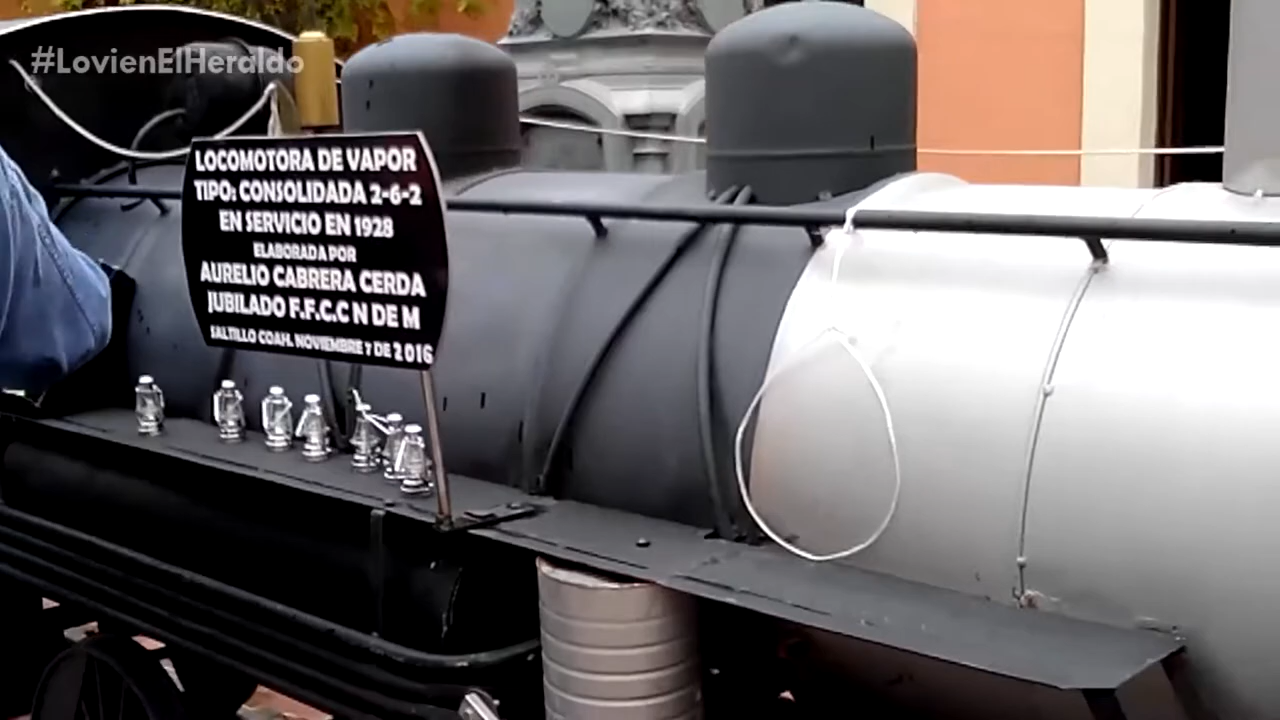 #LovienElHeraldo
LOCOMOTORA DE VAPOR
TIPO: CONSOLIDADA 2-6-2
EN SERVICIO EN 1928
ELABORADA POR
AURELIO CABRERA CERDA
JUBILADO F.F.C.C N DE M
SALTILLO COAH. NOVIEMBRE 7 DE 2016